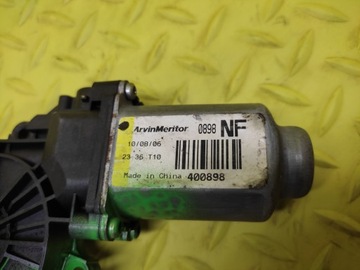 ArvinMeritor 0898 NF
10/08/06
23 36 T10
Made in China 400898